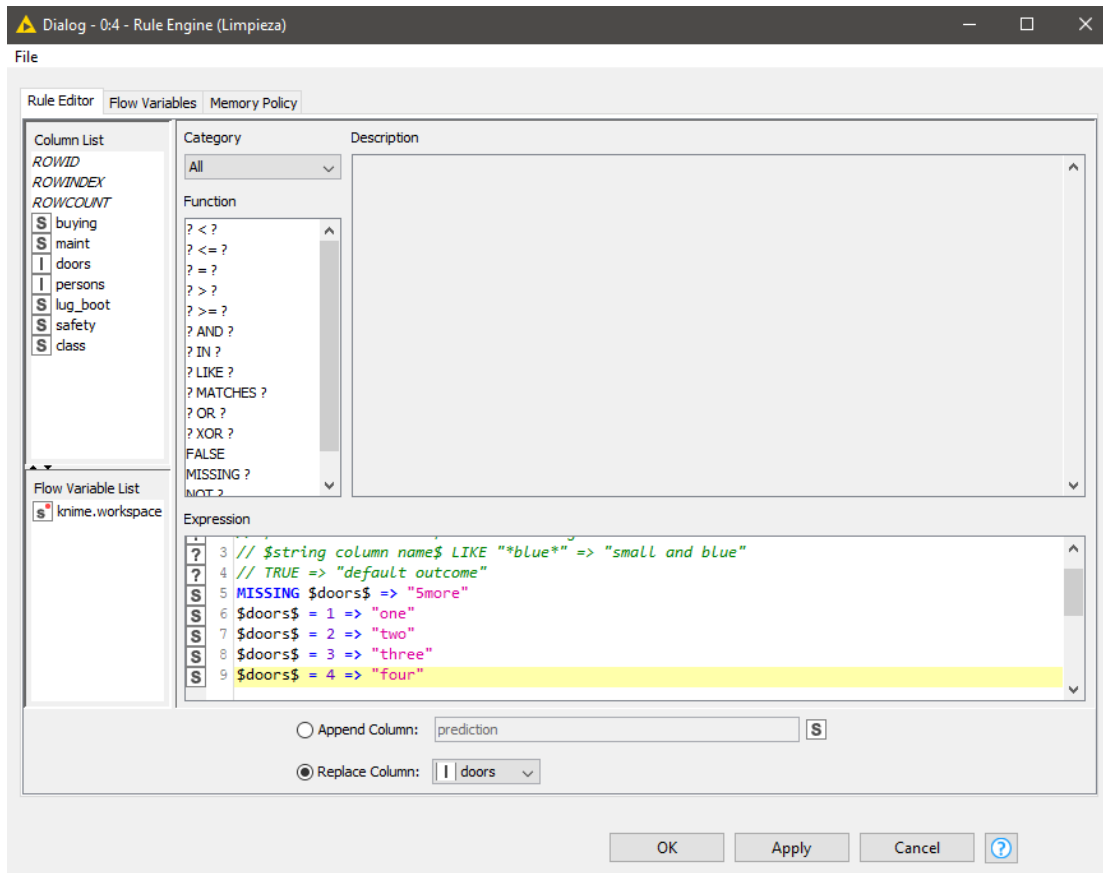 Dialog - 0:4 - Rule Engine (Limpieza)
File
Rule Editor Flow Variables Memory Policy
Column List
ROWID
ROWINDEX
ROWCOUNT
S buying
S maint
I doors
I persons
S lug_boot
S safety
S class
Flow Variable List
s knime.workspace
Category
All
Function
? < ?
? <= ?
? = ?
? > ?
? >= ?
? AND ?
? IN ?
? LIKE ?
? MATCHES ?
? OR ?
? XOR ?
FALSE
MISSING ?
NOT ?
Description
Expression
? 3 // $string column name$ LIKE "*blue*" => "small and blue"
? 4 // TRUE => "default outcome"
S 5 MISSING $doors$ => "5more"
S 6 $doors$ = 1 => "one"
S 7 $doors$ = 2 => "two"
S 8 $doors$ = 3 => "three"
S 9 $doors$ = 4 => "four"
Append Column: prediction S
Replace Column: I doors
OK Apply Cancel ?